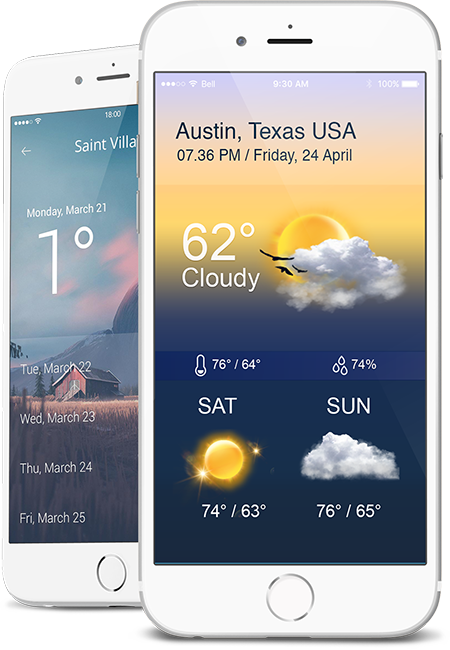 18:00
Saint Villa
Monday, March 21
1°
Tue, March 22
Wed, March 23
Thu, March 24
Fri, March 25
Bell 9:30 AM 100%
Austin, Texas USA
07.36 PM / Friday, 24 April
62°
Cloudy
76° / 64° 74%
SAT SUN
74° / 63° 76° / 65°